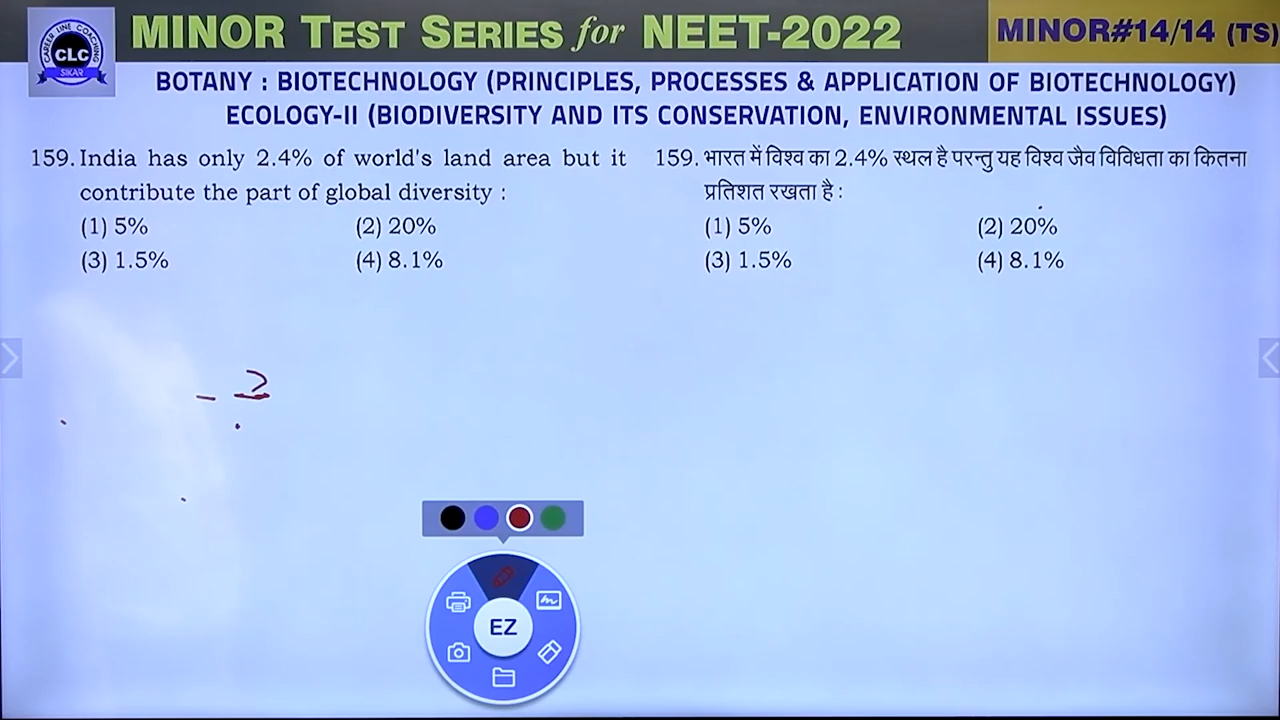 CAREER LINE COACHING
CLC
SIKAR
MINOR TEST SERIES for NEET-2022
MINOR#14/14 (TS)
BOTANY : BIOTECHNOLOGY (PRINCIPLES, PROCESSES & APPLICATION OF BIOTECHNOLOGY)
ECOLOGY-II (BIODIVERSITY AND ITS CONSERVATION, ENVIRONMENTAL ISSUES)
159. India has only 2.4% of world's land area but it
contribute the part of global diversity :
(1) 5% (2) 20%
(3) 1.5% (4) 8.1%
159. भारत में विश्व का 2.4% स्थल है परन्तु यह विश्व जैव विविधता का कितना
प्रतिशत रखता है :
(1) 5% (2) 20%
(3) 1.5% (4) 8.1%
EZ